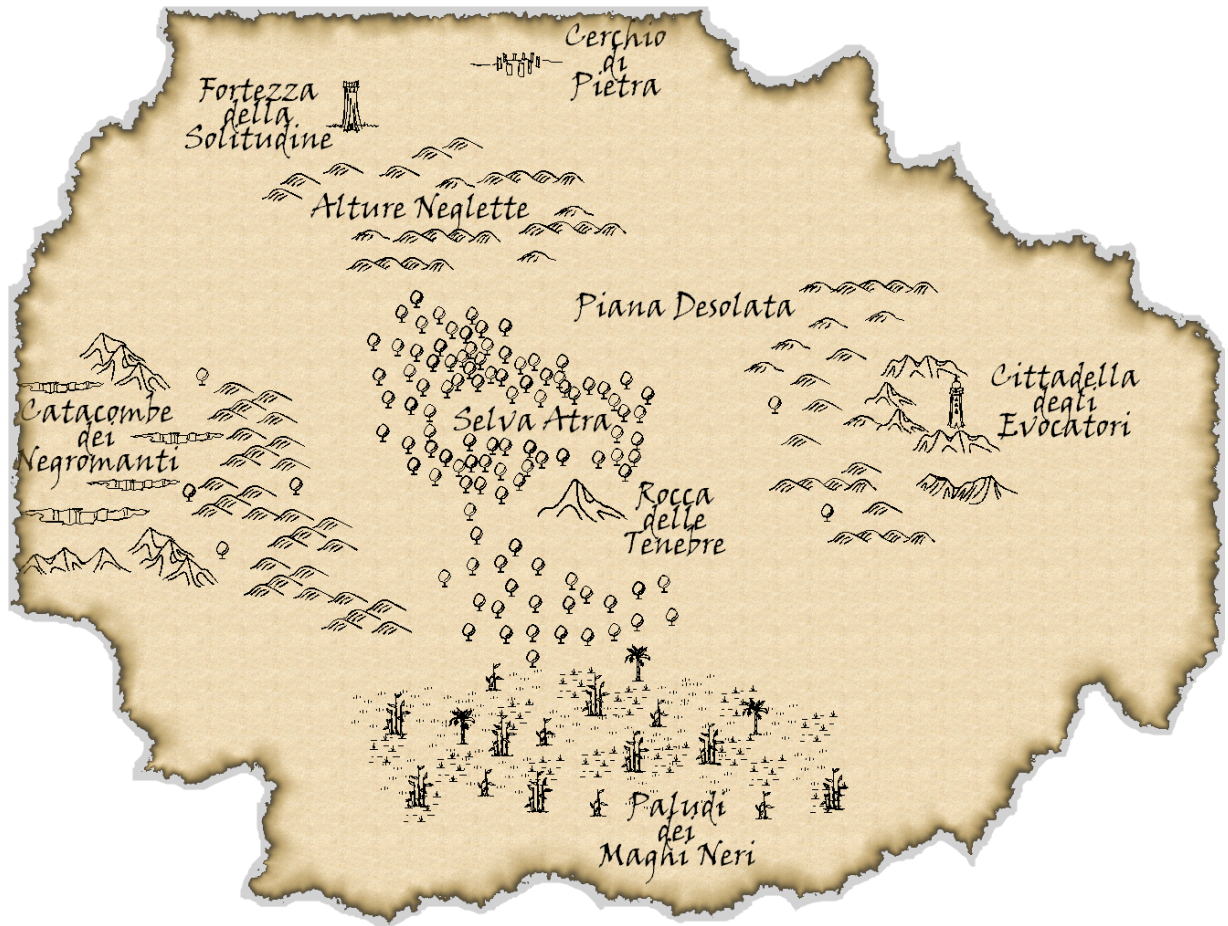 Cerchio
di
Pietra
Fortezza
della
Solitudine
Alture Neglette
Piana Desolata
Cittadella
degli
Evocatori
Catacombe
dei
Negromanti
Selva Atra
Rocca
delle
Tenebre
Paludi
dei
Maghi Neri